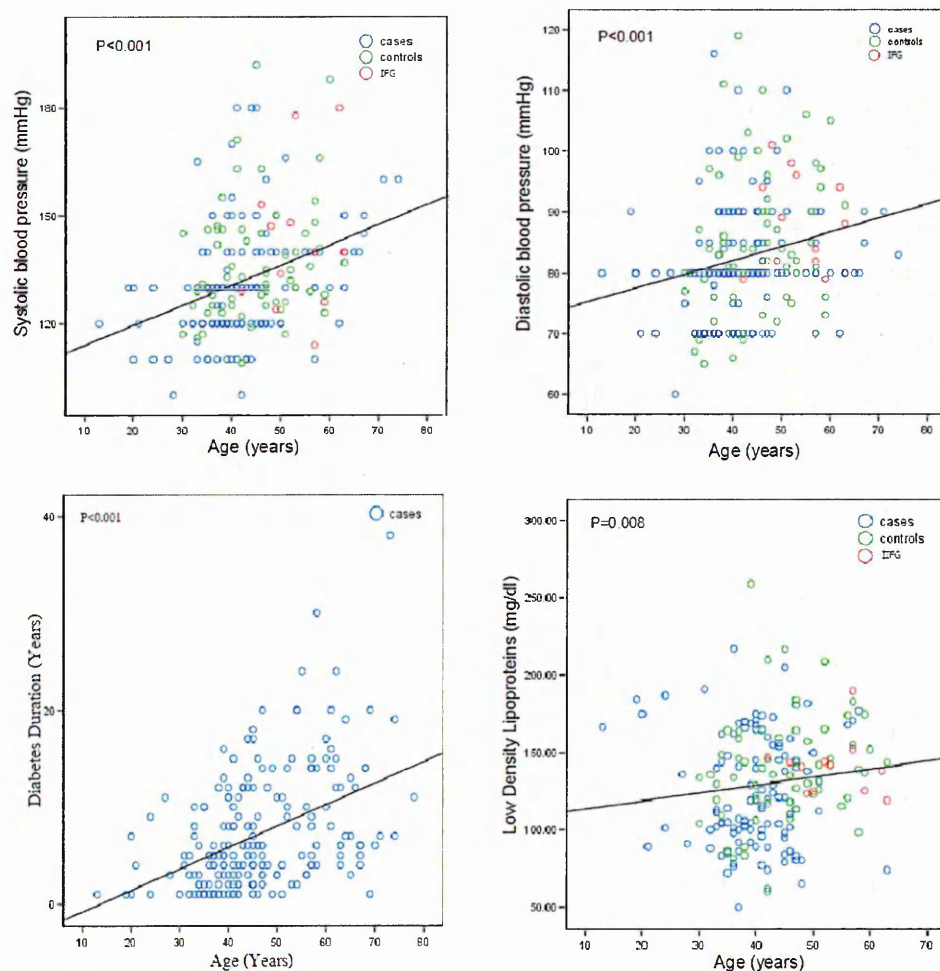 P<0.001
cases
controls
IFG
Systolic blood pressure (mmHg)
180
150
120
10 20 30 40 50 60 70 80
Age (years)
P<0.001
cases
controls
IFG
Diastolic blood pressure (mmHg)
120
110
100
90
80
70
60
10 20 30 40 50 60 70 80
Age (years)
P<0.001
cases
Diabetes Duration (Years)
40
20
0
10 20 30 40 50 60 70 80
Age (Years)
P=0.008
cases
controls
IFG
Low Density Lipoproteins (mg/dl)
300.00
250.00
200.00
150.00
100.00
50.00
10 20 30 40 50 60 70
Age (years)